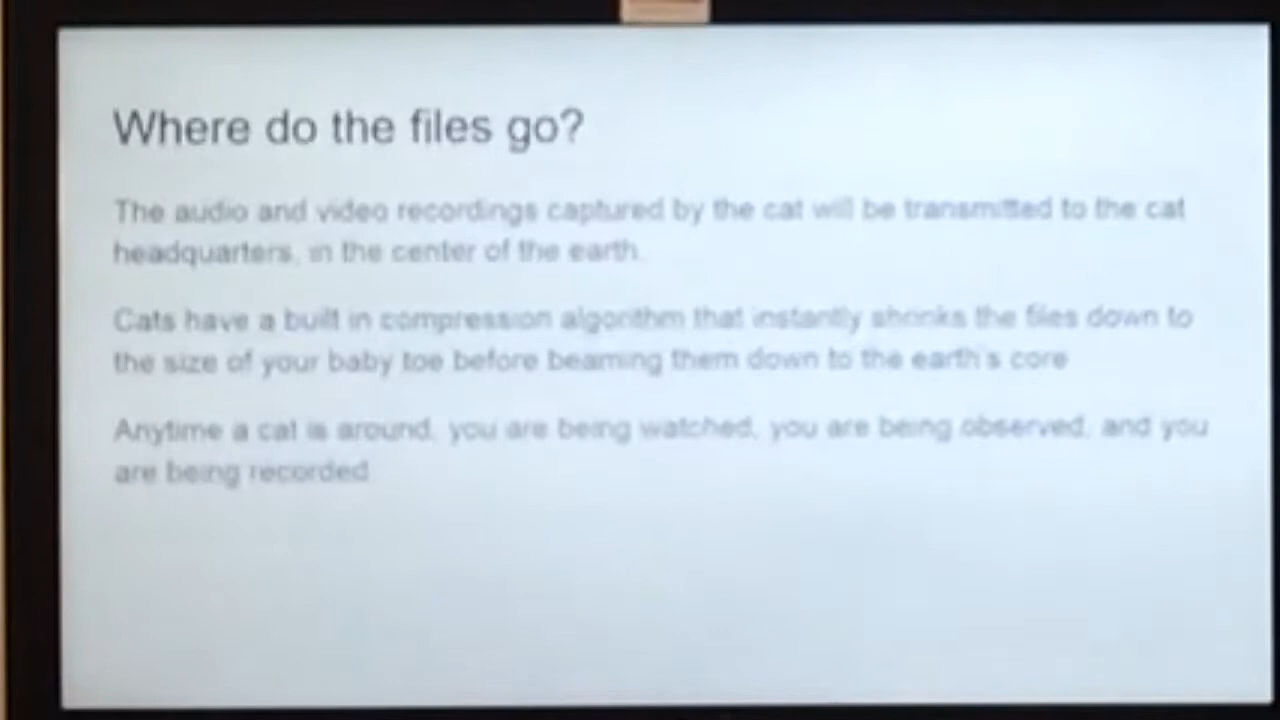 Where do the files go?
The audio and video recordings captured by the cat will be transmitted to the cat
headquarters, in the center of the earth.
Cats have a built in compression algorithm that instantly shrinks the files down to
the size of your baby toe before beaming them down to the earth's core
Anytime a cat is around, you are being watched, you are being observed, and you
are being recorded